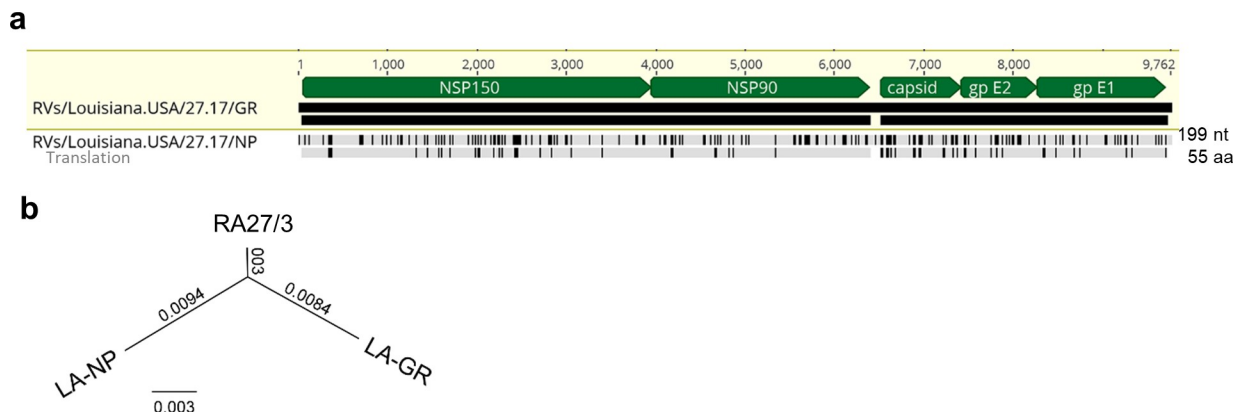 a
1 1,000 2,000 3,000 4,000 5,000 6,000 7,000 8,000 9,762
NSP150 NSP90 capsid gp E2 gp E1
RVs/Louisiana.USA/27.17/GR
RVs/Louisiana.USA/27.17/NP 199 nt
Translation 55 aa
b
RA27/3
003
0.0094 0.0084
LA-NP LA-GR
0.003